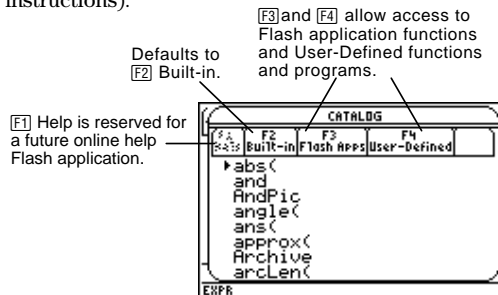 instructions).
F3 and F4 allow access to
Flash application functions
and User-Defined functions
and programs.
Defaults to
F2 Built-in.
F1 Help is reserved for
a future online help
Flash application.
CATALOG
F1 F2 F3 F4
Help Built-in Flash Apps User-Defined
abs(
and
AndPic
angle(
ans(
approx(
Archive
arcLen(
EXPR